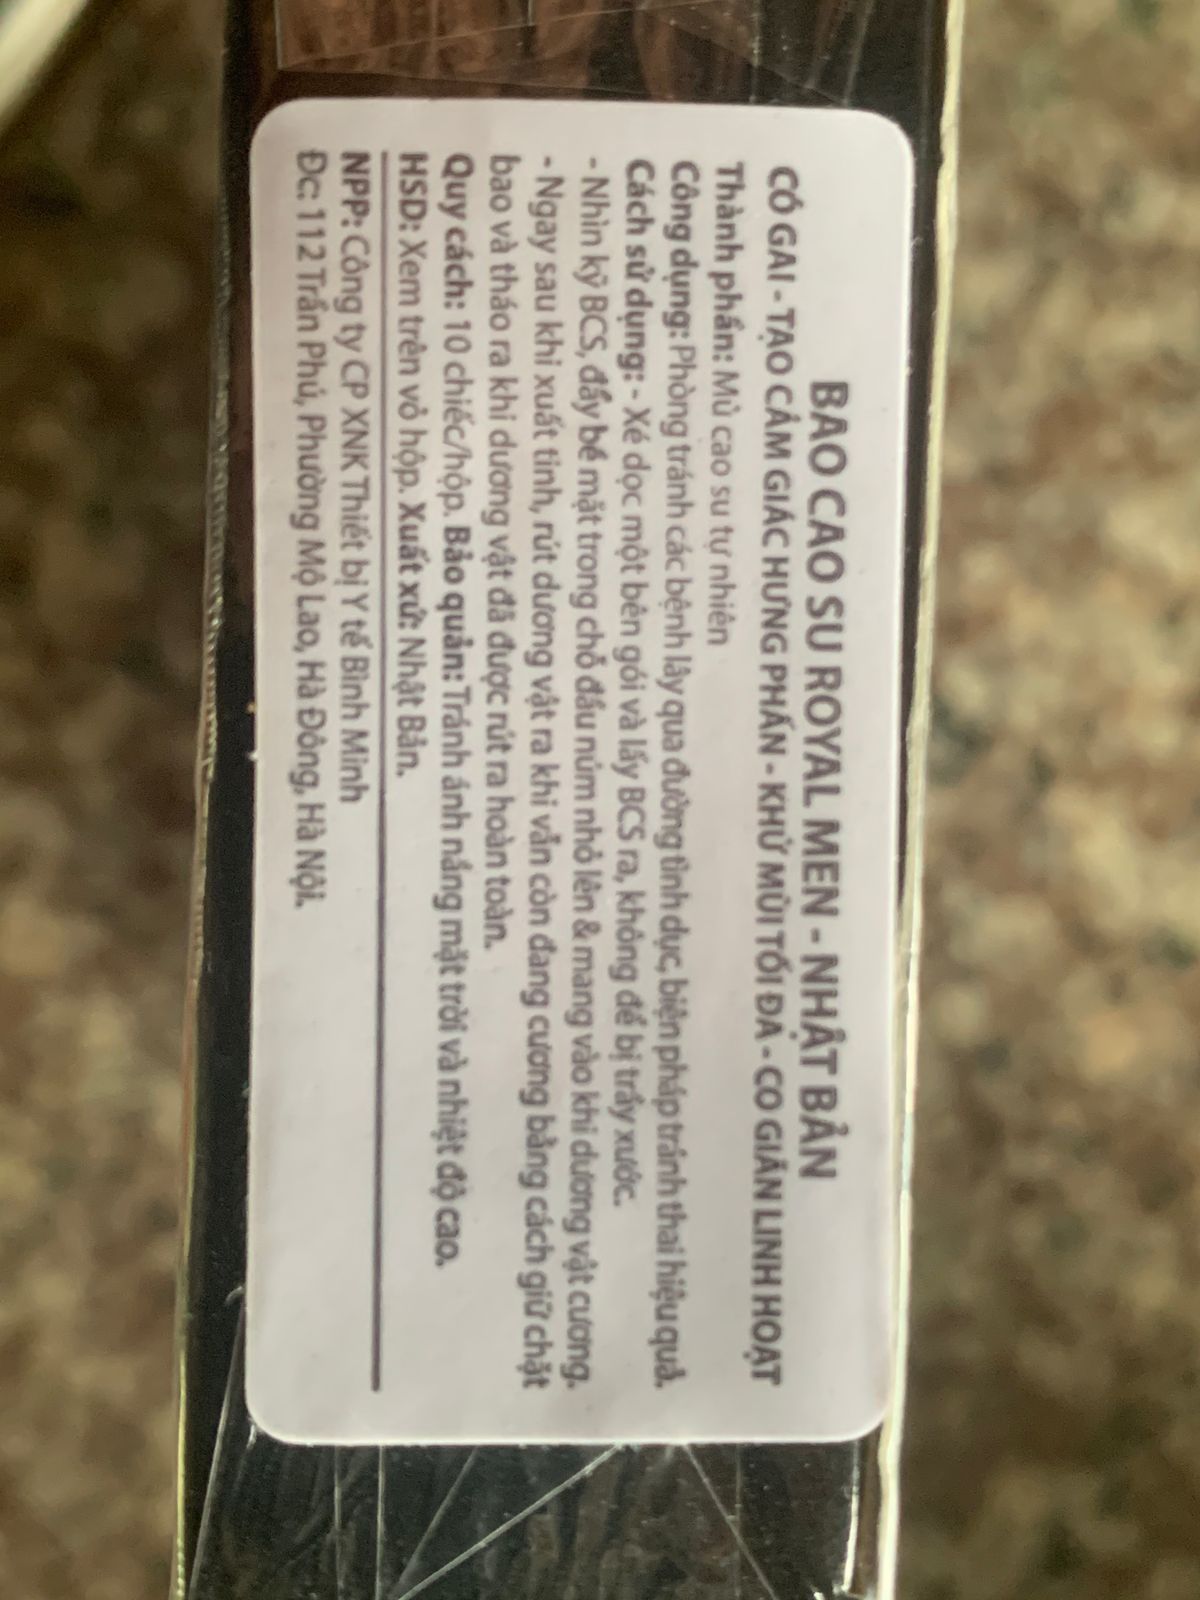 BAO CAO SU ROYAL MEN - NHẬT BẢN
CÓ GAI - TẠO CẢM GIÁC HƯNG PHẤN - KHỬ MÙI TỐI ĐA - CO GIÃN LINH HOẠT
Thành phần: Mủ cao su tự nhiên
Công dụng: Phòng tránh các bệnh lây qua đường tình dục, biện pháp tránh thai hiệu quả.
Cách sử dụng: - Xé dọc một bên gói và lấy BCS ra, không để bị trầy xước.
- Nhìn kỹ BCS, đẩy bề mặt trong chỗ đầu núm nhỏ lên & mang vào khi dương vật cương.
- Ngay sau khi xuất tinh, rút dương vật ra khi vẫn còn đang cương bằng cách giữ chặt
bao và tháo ra khi dương vật đã được rút ra hoàn toàn.
Quy cách: 10 chiếc/hộp. Bảo quản: Tránh ánh nắng mặt trời và nhiệt độ cao.
HSD: Xem trên vỏ hộp. Xuất xứ: Nhật Bản.
NPP: Công ty CP XNK Thiết bị Y tế Bình Minh
Đc: 112 Trần Phú, Phường Mộ Lao, Hà Đông, Hà Nội.